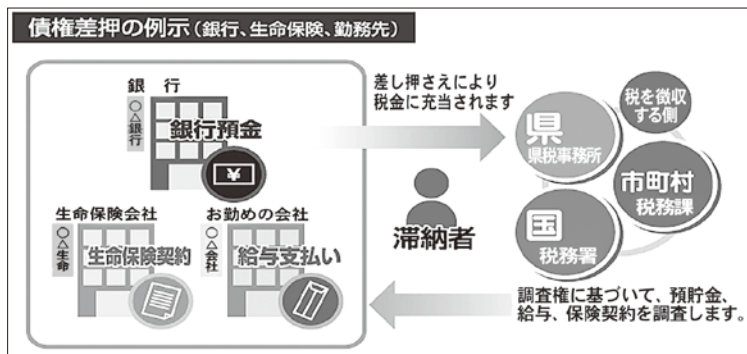 債権差押の例示（銀行、生命保険、勤務先）
銀 行
○△銀行
銀行預金
¥
生命保険会社
○△生命
生命保険契約
お勤めの会社
○△会社
給与支払い
差し押さえにより
税金に充当されます
滞納者
税を徴収
する側
県
県税事務所
市町村
税務課
国
税務署
調査権に基づいて、預貯金、
給与、保険契約を調査します。